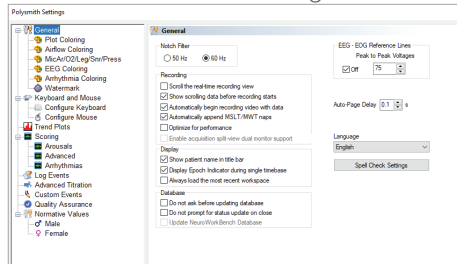 Polysmith Settings
General
Plot Coloring
Airflow Coloring
MicAr/O2/Leg/Snr/Press
EEG Coloring
Arrhythmia Coloring
Watermark
Keyboard and Mouse
Configure Keyboard
Configure Mouse
Trend Plots
Scoring
Arousals
Advanced
Arrhythmias
Log Events
Advanced Titration
Custom Events
Quality Assurance
Normative Values
Male
Female
General
Notch Filter
50 Hz 60 Hz
Recording
Scroll the real-time recording view
Show scrolling data before recording starts
Automatically begin recording video with data
Automatically append MSLT/MWT naps
Optimize for performance
Enable acquisition split-view dual monitor support
Display
Show patient name in title bar
Display Epoch Indicator during single timebase
Always load the most recent workspace
Database
Do not ask before updating database
Do not prompt for status update on close
Update NeuroWorkBench Database
EEG - EOG Reference Lines
Peak to Peak Voltages
Off 75
Auto-Page Delay 0.1 s
Language
English
Spell Check Settings